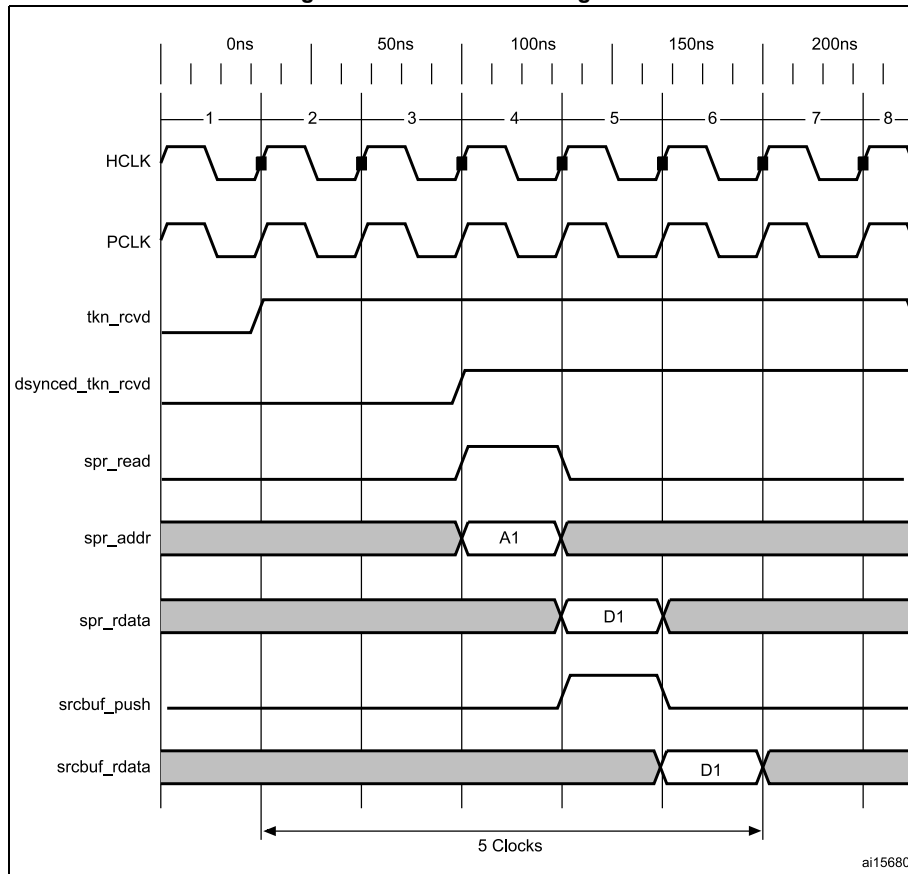 0ns 50ns 100ns 150ns 200ns
1 2 3 4 5 6 7 8
HCLK
PCLK
tkn_rcvd
dsynced_tkn_rcvd
spr_read
spr_addr A1
spr_rdata D1
srcbuf_push
srcbuf_rdata D1
5 Clocks
ai15680